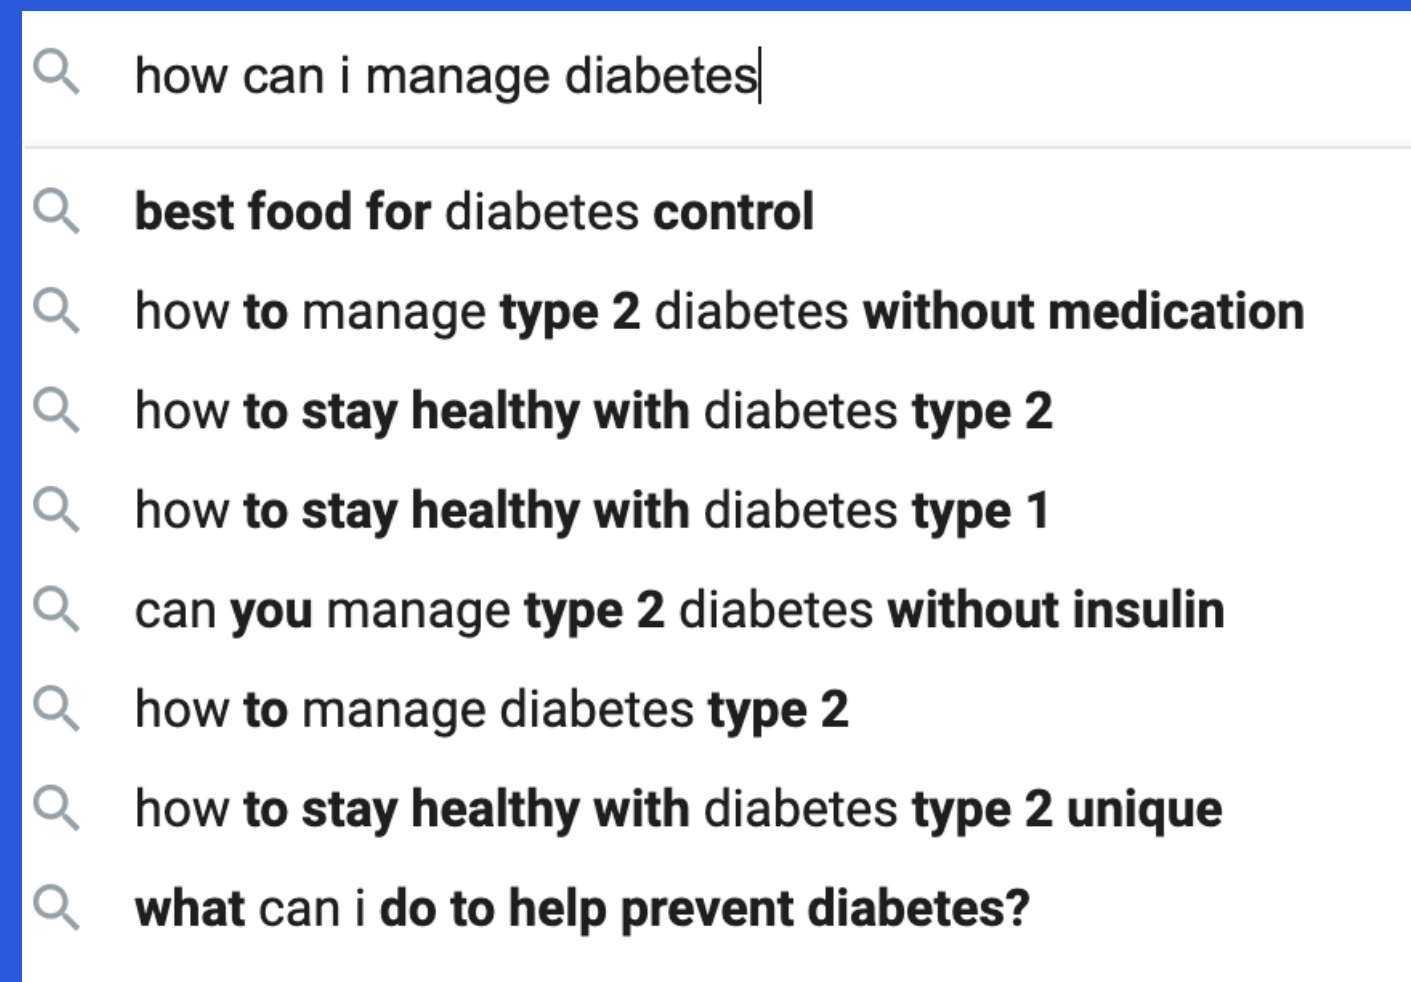 how can i manage diabetes
best food for diabetes control
how to manage type 2 diabetes without medication
how to stay healthy with diabetes type 2
how to stay healthy with diabetes type 1
can you manage type 2 diabetes without insulin
how to manage diabetes type 2
how to stay healthy with diabetes type 2 unique
what can i do to help prevent diabetes?